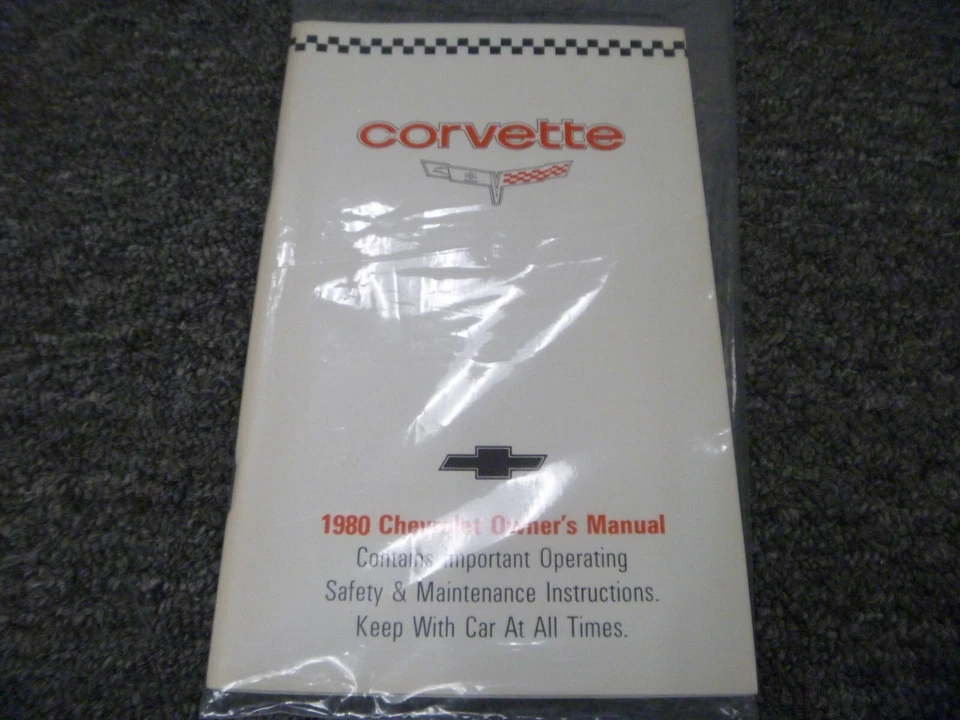 corvette
1980 Chevrolet Owner's Manual
Contains Important Operating
Safety & Maintenance Instructions.
Keep With Car At All Times.